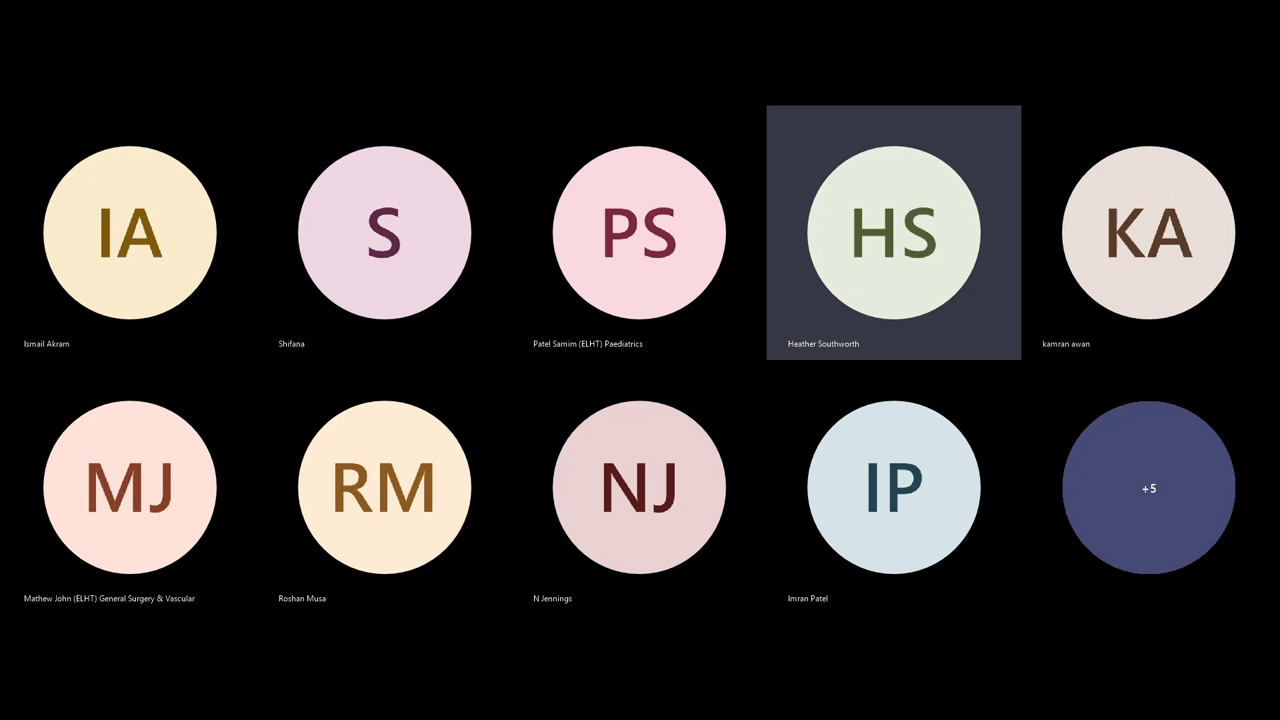 IA
S
PS
HS
KA
Ismail Akram
Shifana
Patel Samim (ELHT) Paediatrics
Heather Southworth
kamran awan
MJ
RM
NJ
IP
+5
Mathew John (ELHT) General Surgery & Vascular
Roshan Musa
N Jennings
Imran Patel